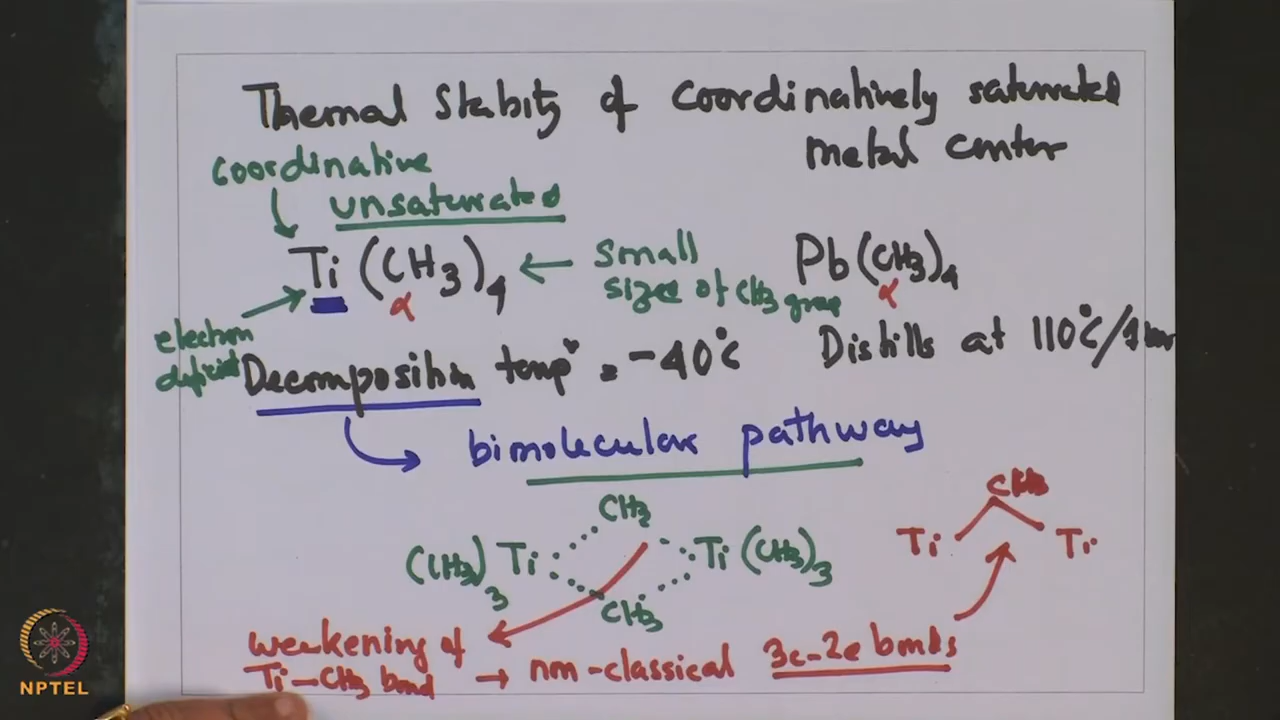 Thermal Stability of coordinatively saturated
metal center
coordinative
unsaturated
Ti(CH3)4 ← small
size of CH3 group
Pb(CH3)4
α
α
electron
deficient
Decomposition temp° = -40°C
Distills at 110°C/1 bar
bimolecular pathway
CH3
(CH3)3 Ti Ti (CH3)3
CH3
CH3
Ti Ti
weakening of
Ti-CH3 bond → non-classical 3c-2e bonds
NPTEL